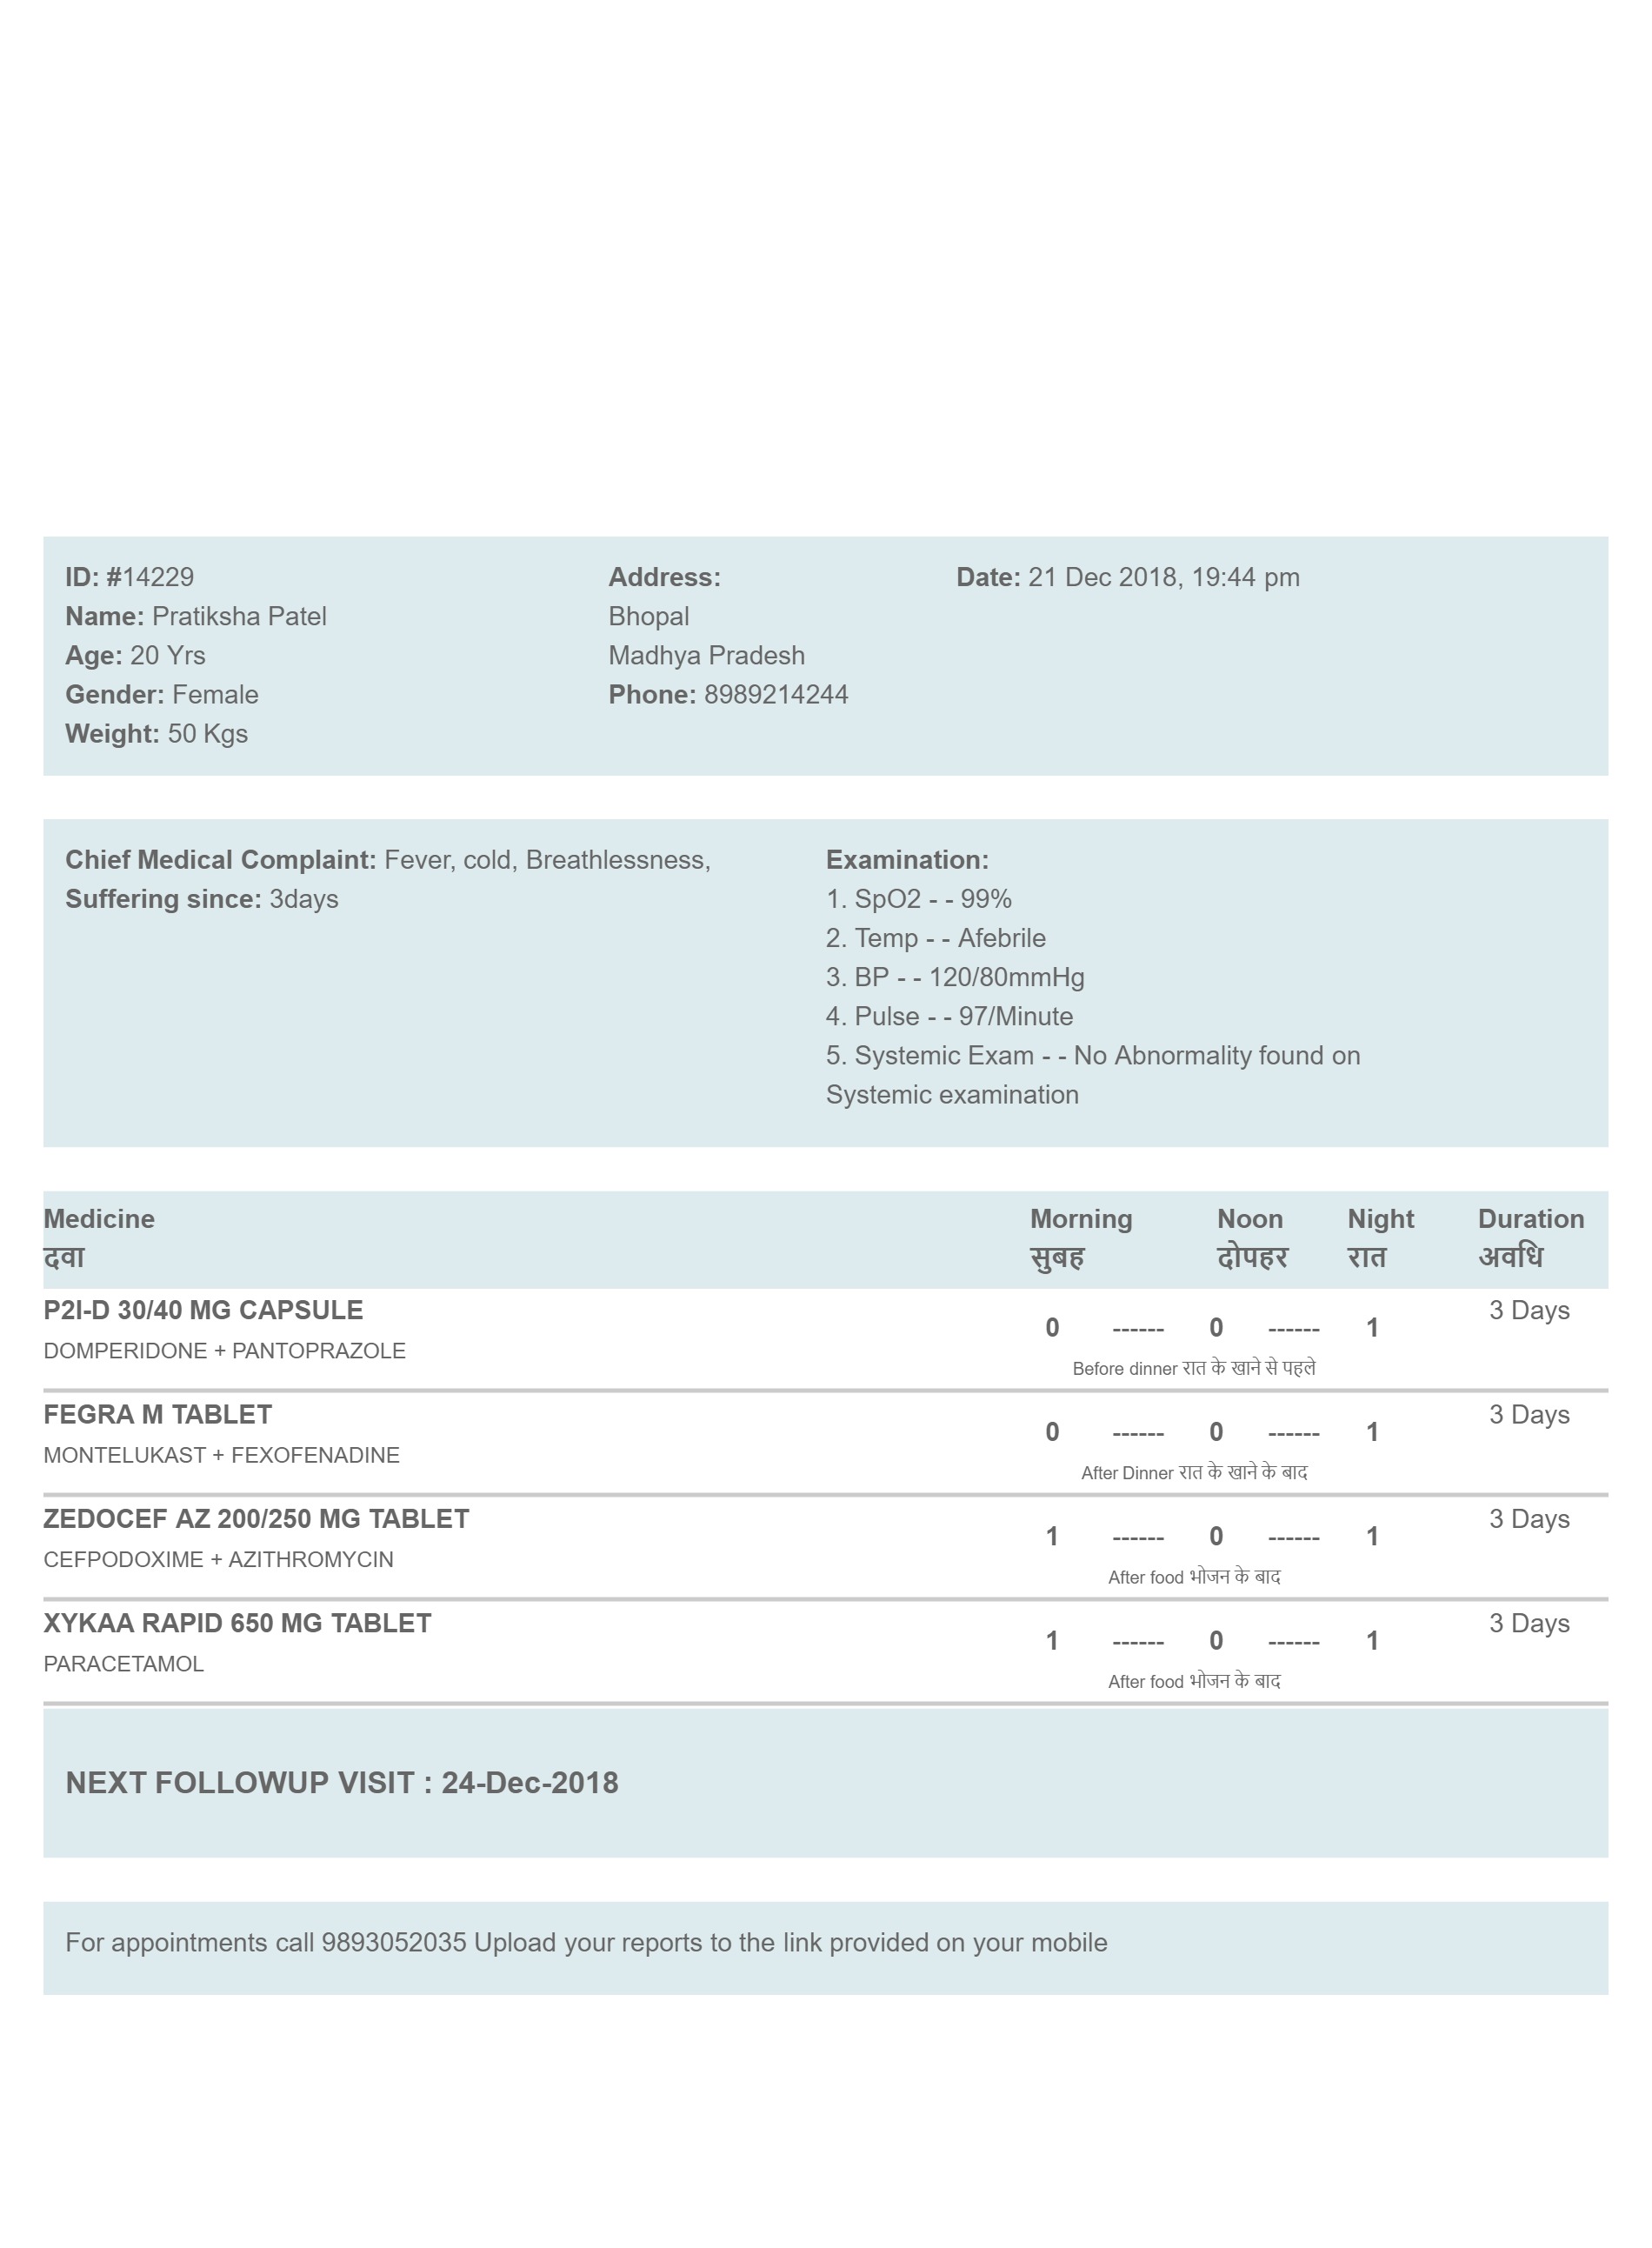 ID: #14229
Name: Pratiksha Patel
Age: 20 Yrs
Gender: Female
Weight: 50 Kgs
Address:
Bhopal
Madhya Pradesh
Phone: 8989214244
Date: 21 Dec 2018, 19:44 pm
Chief Medical Complaint: Fever, cold, Breathlessness,
Suffering since: 3days
Examination:
1. SpO2 - - 99%
2. Temp - - Afebrile
3. BP - - 120/80mmHg
4. Pulse - - 97/Minute
5. Systemic Exam - - No Abnormality found on
Systemic examination
Medicine Morning Noon Night Duration
दवा सुबह दोपहर रात अवधि
P2I-D 30/40 MG CAPSULE 3 Days
0 ------ 0 ------ 1
DOMPERIDONE + PANTOPRAZOLE
Before dinner रात के खाने से पहले
FEGRA M TABLET 3 Days
0 ------ 0 ------ 1
MONTELUKAST + FEXOFENADINE
After Dinner रात के खाने के बाद
ZEDOCEF AZ 200/250 MG TABLET 3 Days
1 ------ 0 ------ 1
CEFPODOXIME + AZITHROMYCIN
After food भोजन के बाद
XYKAA RAPID 650 MG TABLET 3 Days
1 ------ 0 ------ 1
PARACETAMOL
After food भोजन के बाद
NEXT FOLLOWUP VISIT : 24-Dec-2018
For appointments call 9893052035 Upload your reports to the link provided on your mobile